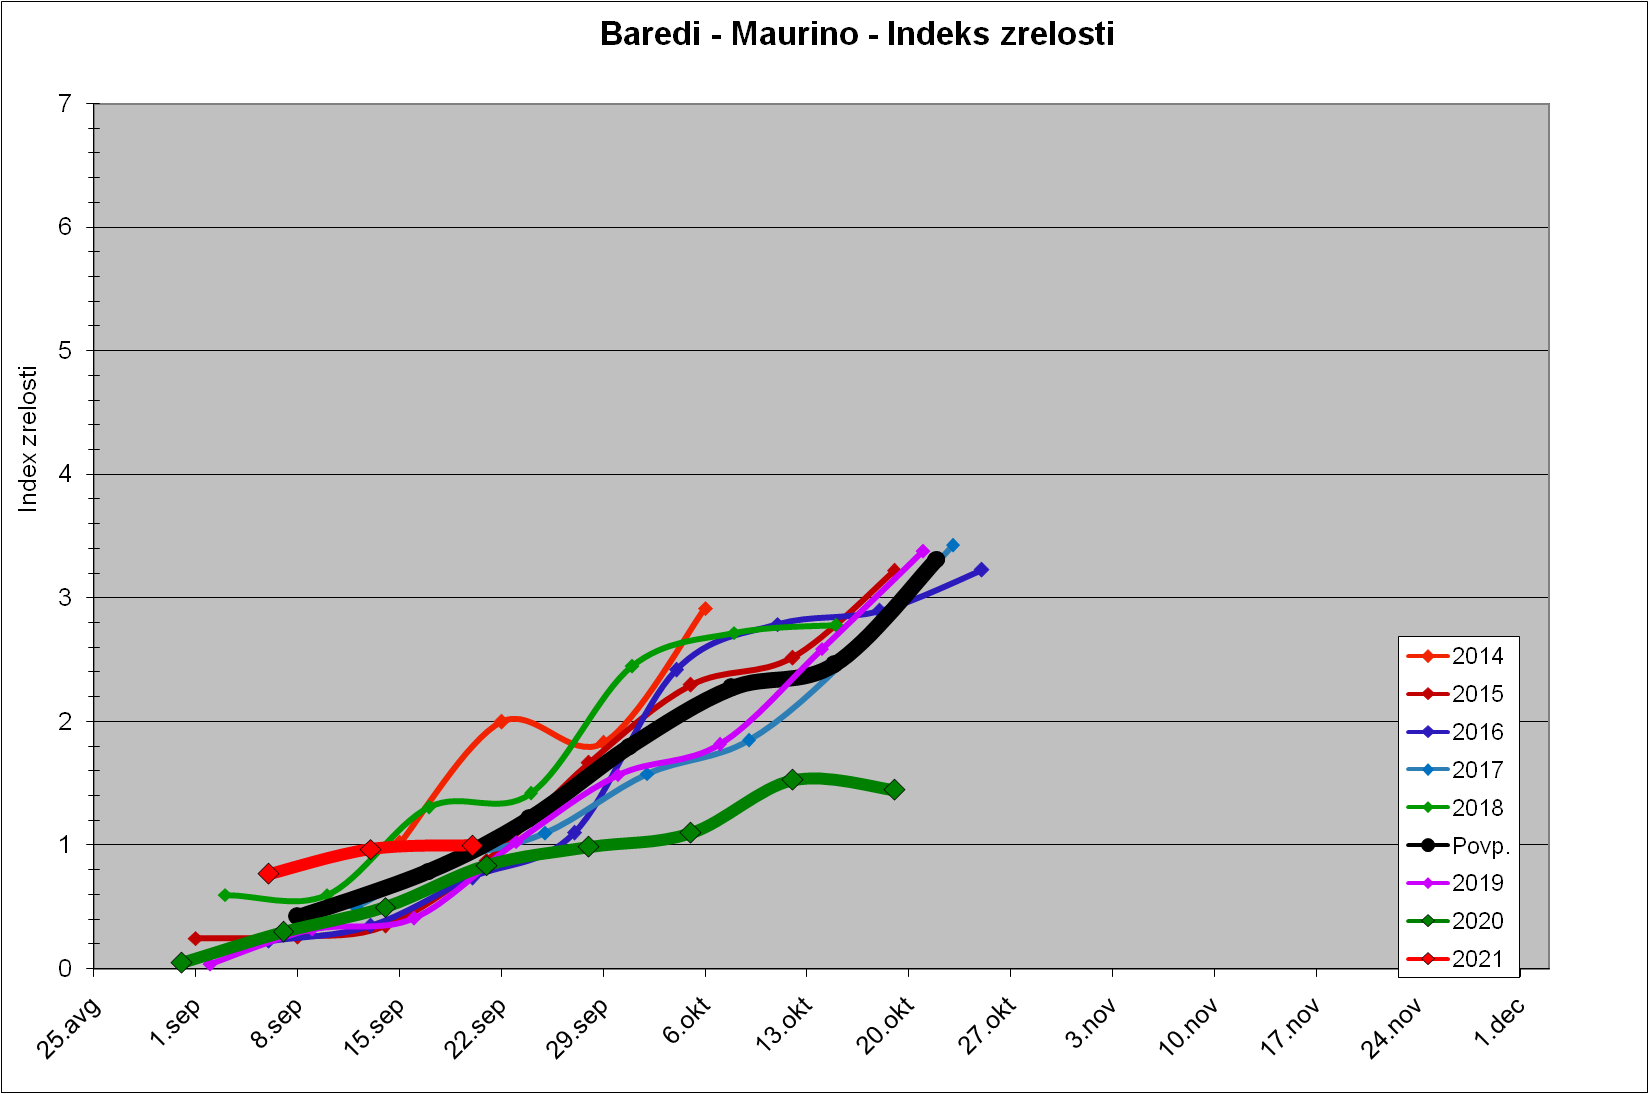 Baredi - Maurino - Indeks zrelosti
Index zrelosti
7
6
5
4
3
2
1
0
25.avg
1.sep
8.sep
15.sep
22.sep
29.sep
6.okt
13.okt
20.okt
27.okt
3.nov
10.nov
17.nov
24.nov
1.dec
2014
2015
2016
2017
2018
Povp.
2019
2020
2021